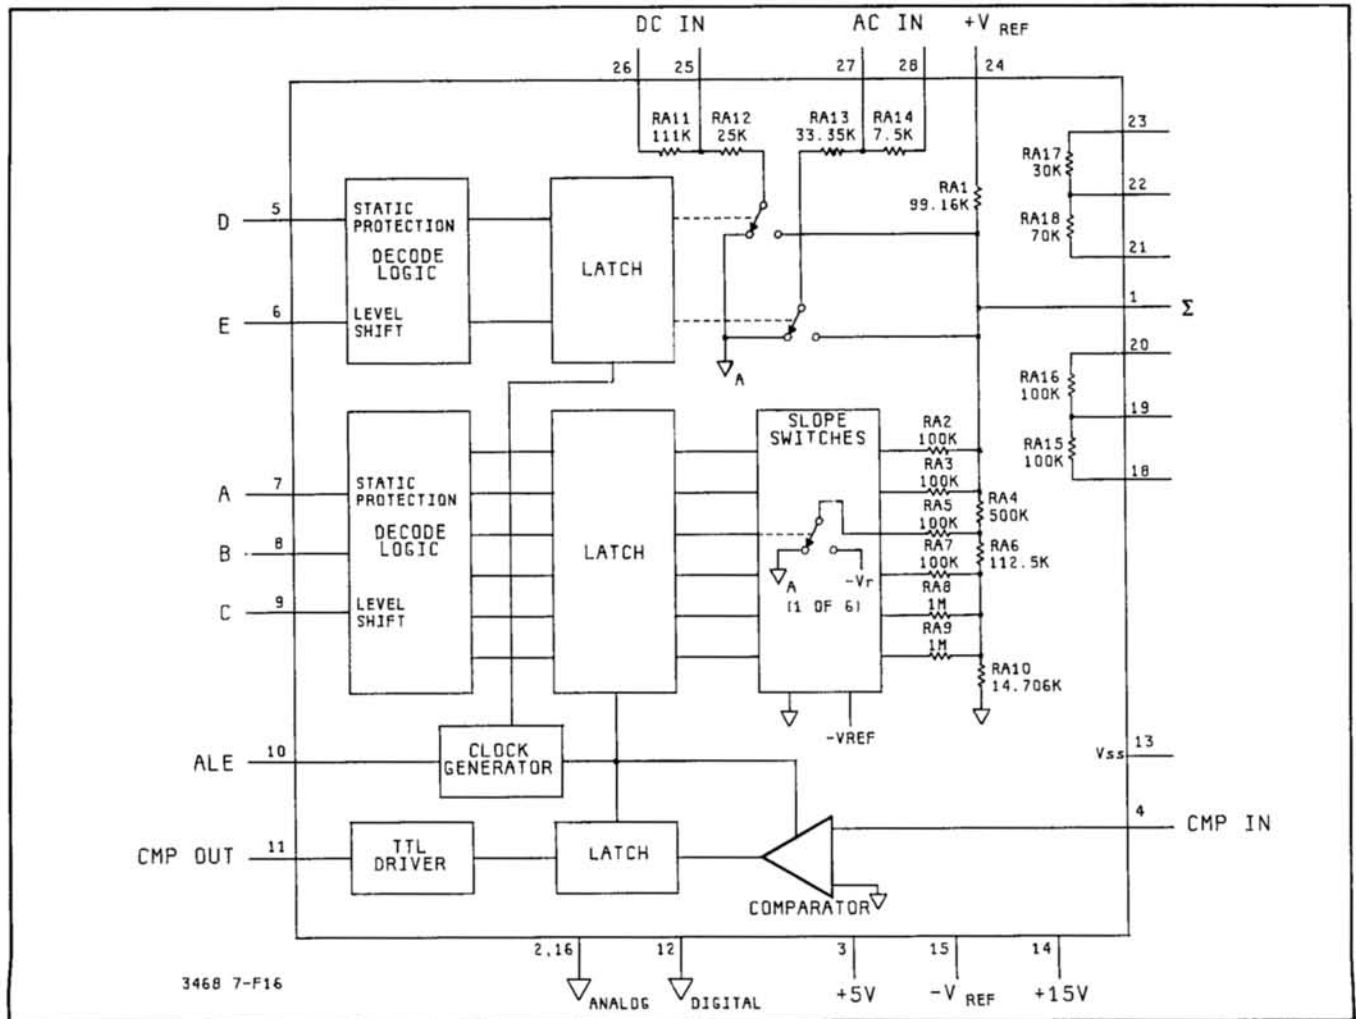 DC IN
AC IN
+V REF
26
25
27
28
24
RA11
111K
RA12
25K
RA13
33.35K
RA14
7.5K
23
RA17
30K
22
RA1
99.16K
RA18
70K
21
D
5
STATIC
PROTECTION
DECODE
LOGIC
LATCH
E
6
LEVEL
SHIFT
1
Σ
A
20
RA16
100K
19
RA15
100K
18
SLOPE
SWITCHES
RA2
100K
RA3
100K
RA4
500K
RA5
100K
RA6
112.5K
RA7
100K
RA8
1M
RA9
1M
RA10
14.706K
A
7
STATIC
PROTECTION
DECODE
LOGIC
B
8
LATCH
C
9
LEVEL
SHIFT
A
-Vr
(1 OF 6)
-VREF
ALE
10
CLOCK
GENERATOR
Vss
13
4
CMP IN
CMP OUT
11
TTL
DRIVER
LATCH
COMPARATOR
2,16
12
3
15
14
3468 7-F16
ANALOG
DIGITAL
+5V
-V REF
+15V